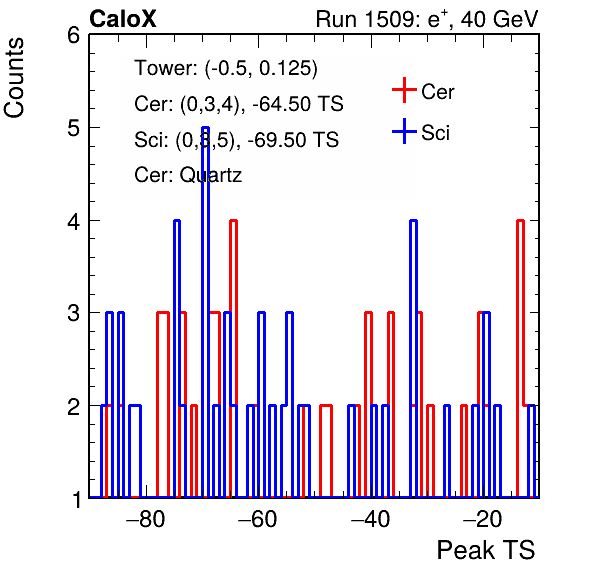 CaloX Run 1509: e⁺, 40 GeV
Counts
6
5
4
3
2
1
Tower: (-0.5, 0.125)
Cer: (0,3,4), -64.50 TS
Sci: (0,3,5), -69.50 TS
Cer: Quartz
Cer
Sci
−80 −60 −40 −20
Peak TS